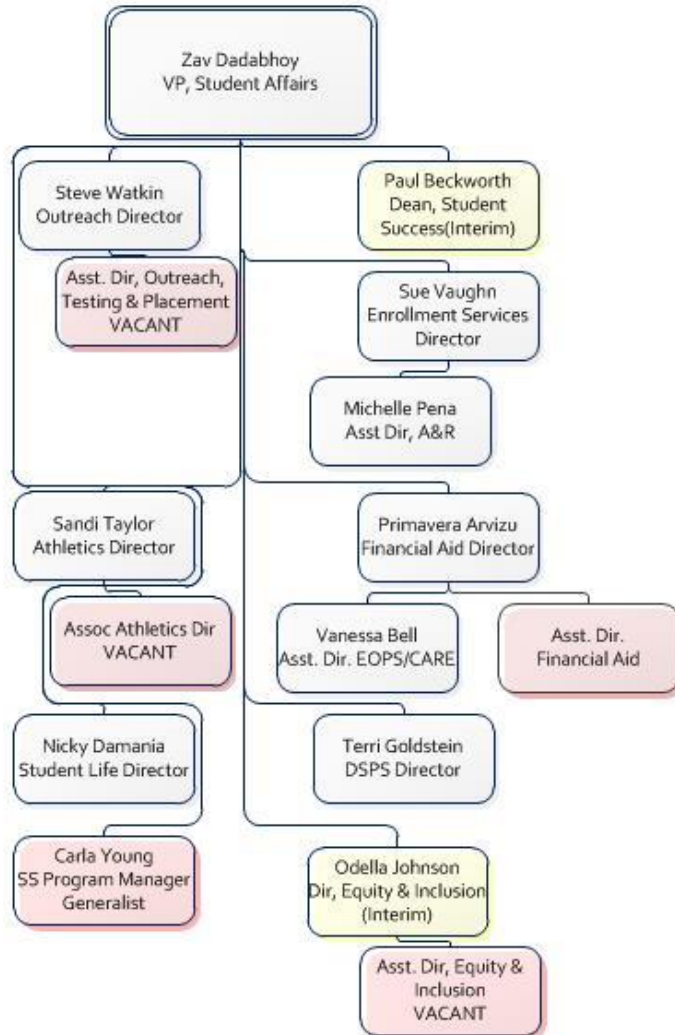 Zav Dadabhoy
VP, Student Affairs
Steve Watkin
Outreach Director
Paul Beckworth
Dean, Student
Success(Interim)
Asst. Dir, Outreach,
Testing & Placement
VACANT
Sue Vaughn
Enrollment Services
Director
Michelle Pena
Asst Dir, A&R
Sandi Taylor
Athletics Director
Primavera Arvizu
Financial Aid Director
Assoc Athletics Dir
VACANT
Vanessa Bell
Asst. Dir. EOPS/CARE
Asst. Dir.
Financial Aid
Nicky Damania
Student Life Director
Terri Goldstein
DSPS Director
Carla Young
SS Program Manager
Generalist
Odella Johnson
Dir, Equity & Inclusion
(Interim)
Asst. Dir, Equity &
Inclusion
VACANT